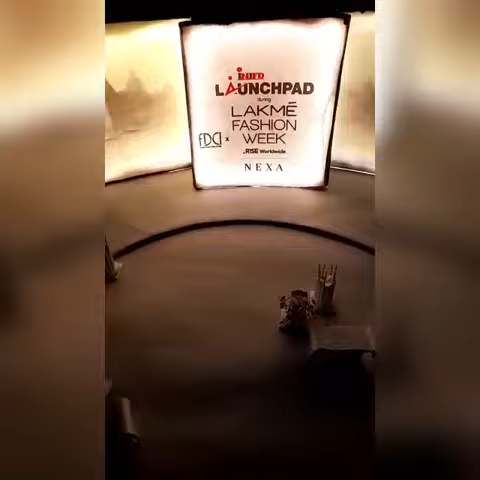 INIFD
LAUNCHPAD
during
LAKMĒ
FASHION
WEEK
FDCI x
RISE Worldwide
NEXA